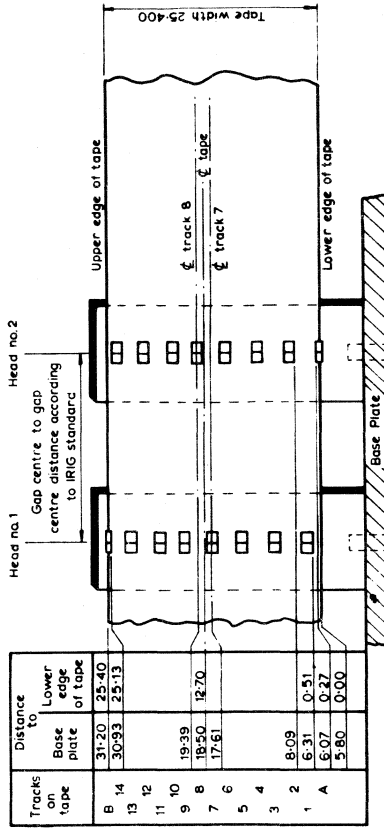 Tracks on tape
Distance to
Base plate
Lower edge of tape
B 31·20 25·40
14 30·93 25·13
13
12
11
10
9 19·39
8 18·50 12·70
7 17·61
6
5
4
3
2 8·09
1 6·31 0·51
A 6·07 0·27
5·80 0·00
Head no.1
Head no.2
Gap centre to gap
centre distance according
to IRIG standard
Upper edge of tape
℄ track 8
℄ tape
℄ track 7
Lower edge of tape
Base Plate
Tape width 25·400